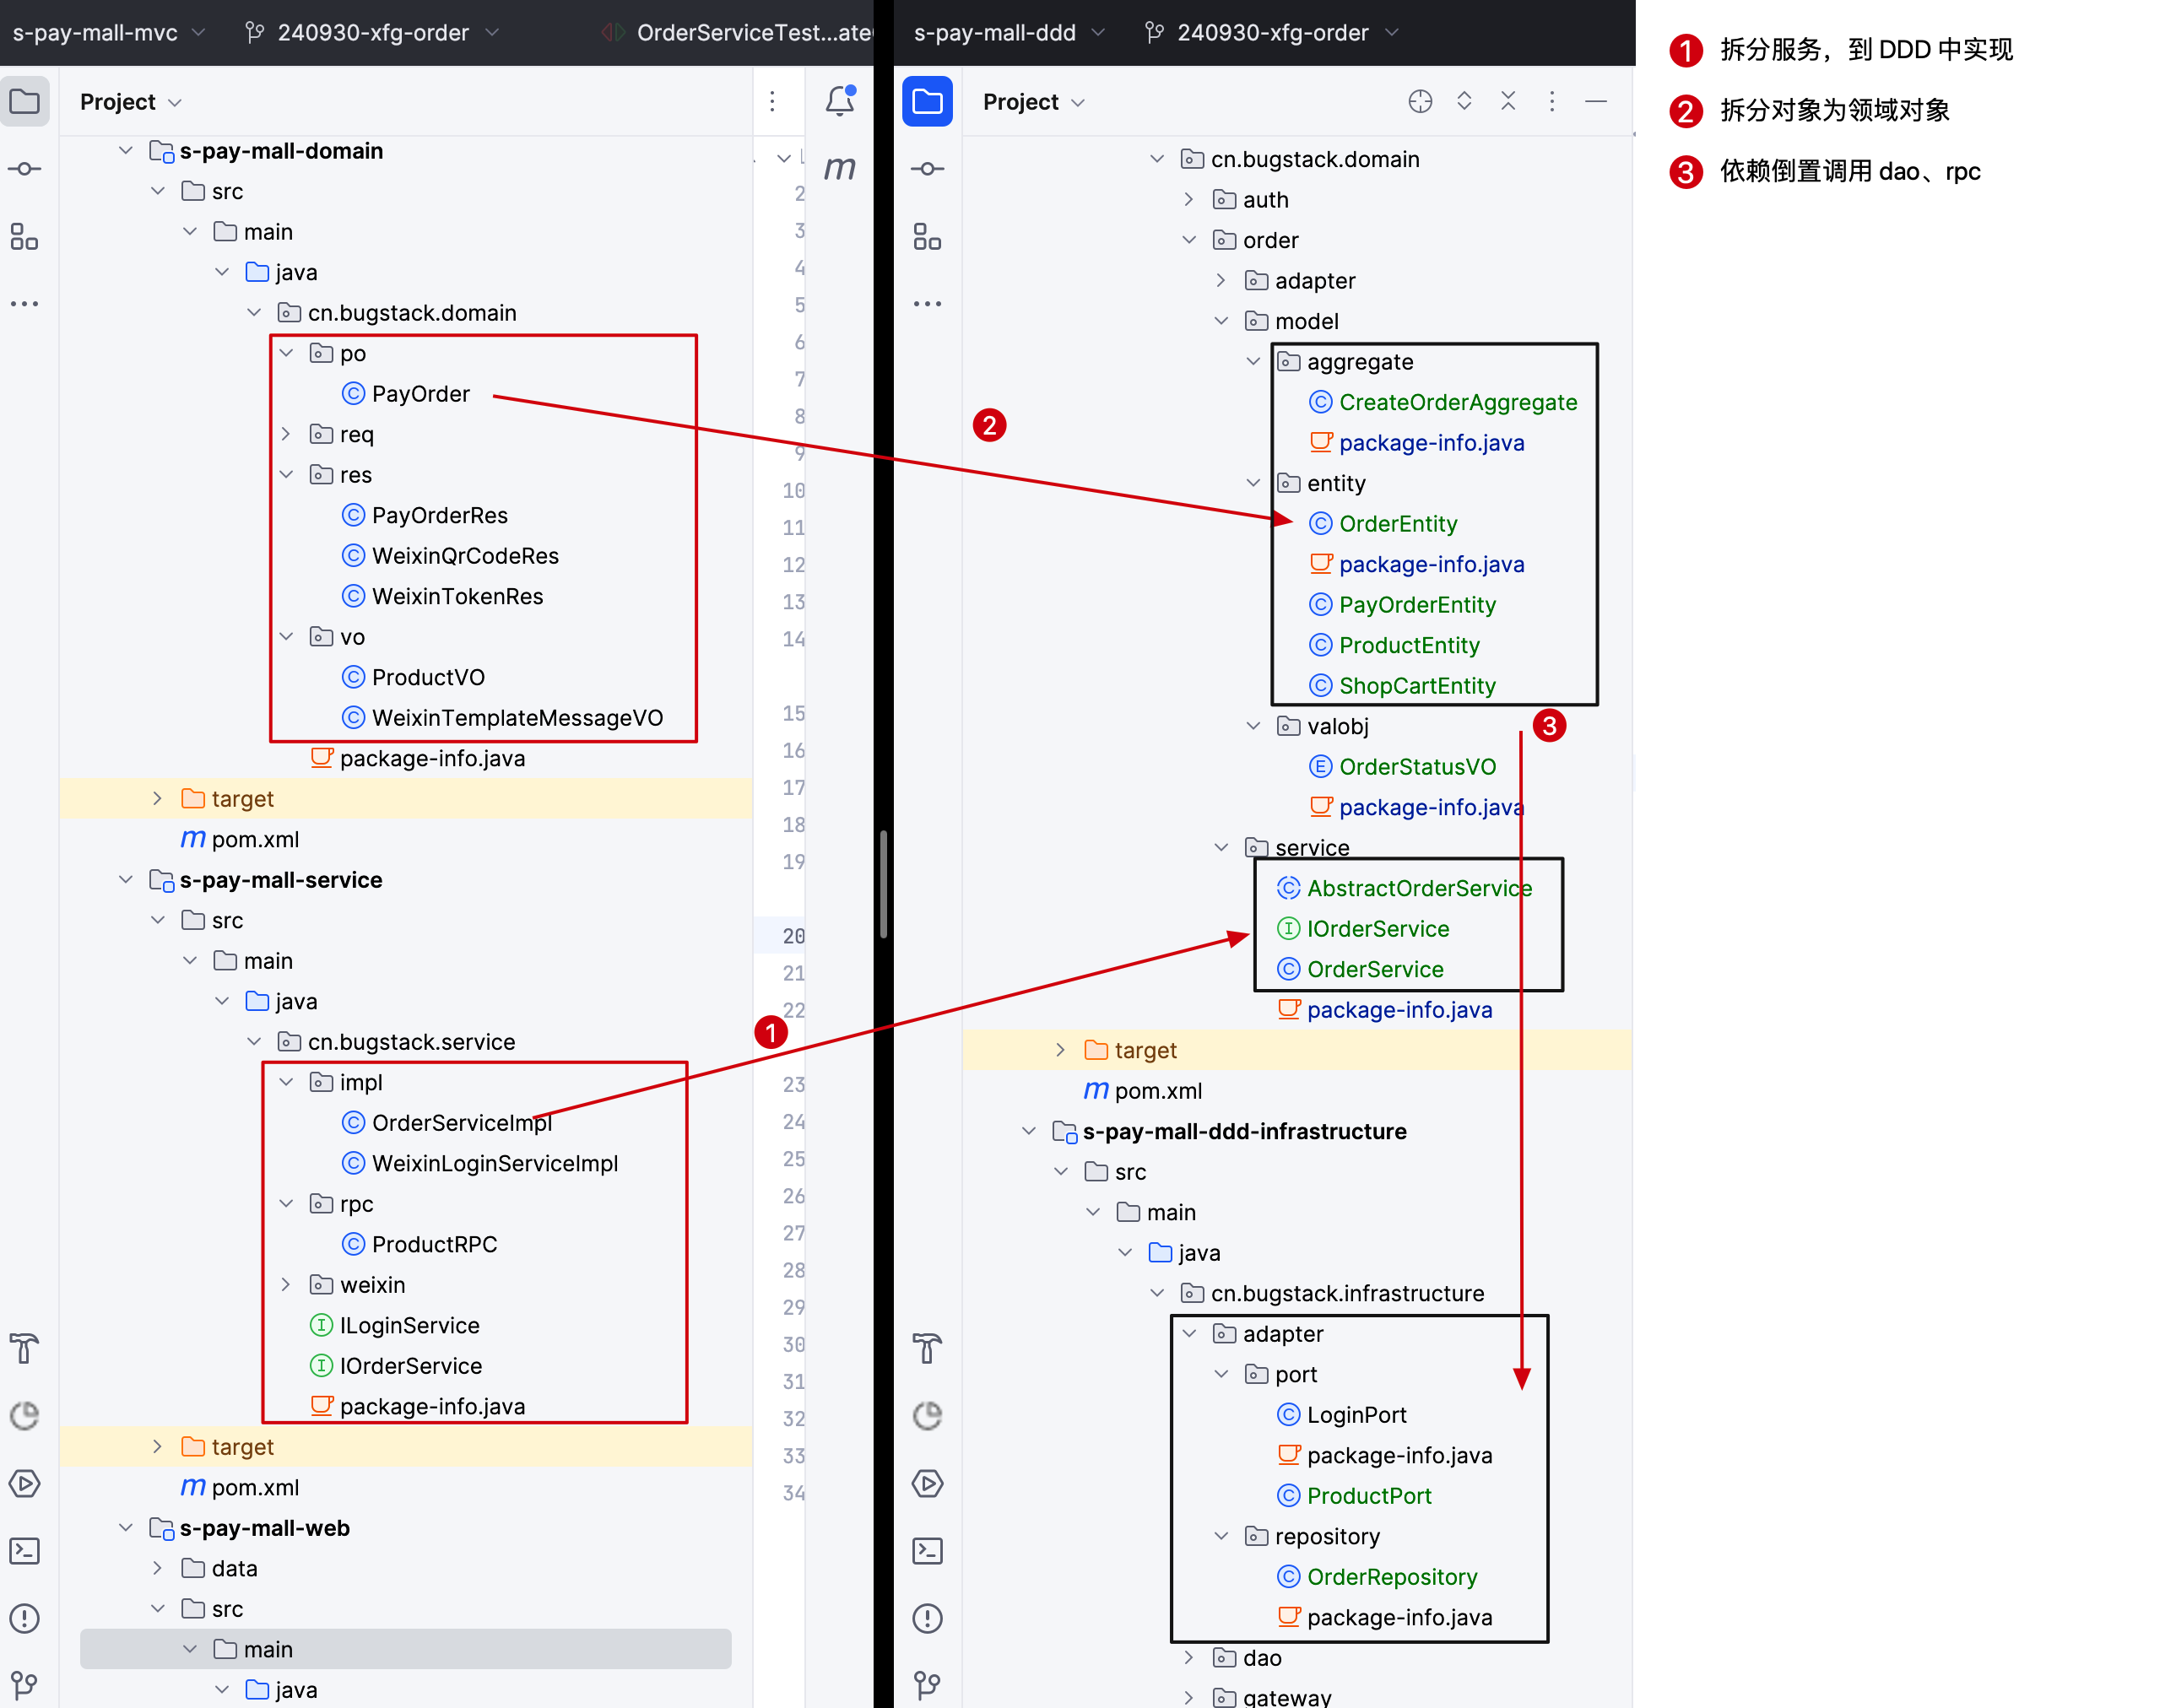 s-pay-mall-mvc
240930-xfg-order
OrderServiceTest...ate
Project
s-pay-mall-domain
src
main
java
cn.bugstack.domain
po
PayOrder
req
res
PayOrderRes
WeixinQrCodeRes
WeixinTokenRes
vo
ProductVO
WeixinTemplateMessageVO
package-info.java
target
pom.xml
s-pay-mall-service
src
main
java
cn.bugstack.service
impl
OrderServiceImpl
WeixinLoginServiceImpl
rpc
ProductRPC
weixin
ILoginService
IOrderService
package-info.java
target
pom.xml
s-pay-mall-web
data
src
main
java
2
3
4
5
6
7
8
9
10
11
12
13
14
15
16
17
18
19
20
21
22
23
24
25
26
27
28
29
30
31
32
33
34
m
1
s-pay-mall-ddd
240930-xfg-order
Project
cn.bugstack.domain
auth
order
adapter
model
aggregate
CreateOrderAggregate
package-info.java
2
entity
OrderEntity
package-info.java
PayOrderEntity
ProductEntity
ShopCartEntity
3
valobj
OrderStatusVO
package-info.java
service
AbstractOrderService
IOrderService
OrderService
package-info.java
target
pom.xml
s-pay-mall-ddd-infrastructure
src
main
java
cn.bugstack.infrastructure
adapter
port
LoginPort
package-info.java
ProductPort
repository
OrderRepository
package-info.java
dao
gateway
1 拆分服务，到 DDD 中实现
2 拆分对象为领域对象
3 依赖倒置调用 dao、rpc